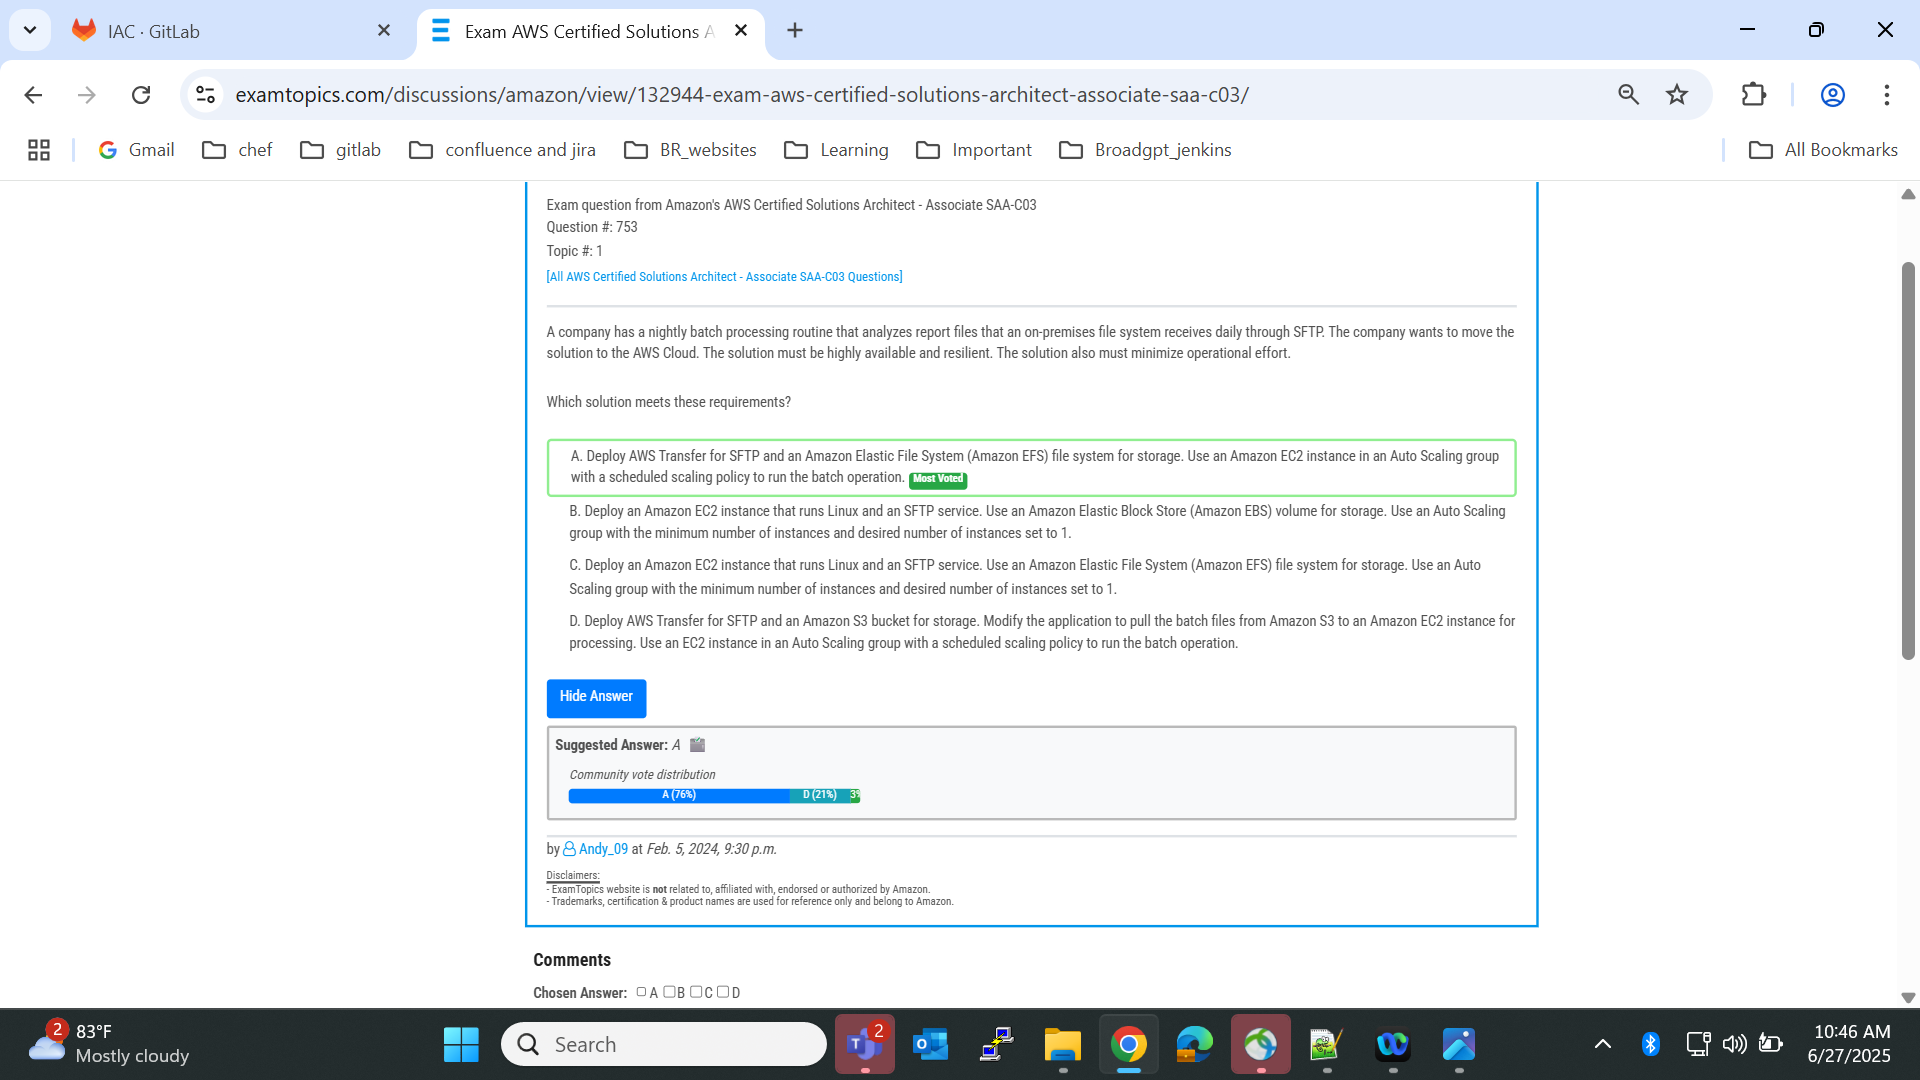 IAC · GitLab
Exam AWS Certified Solutions A
examtopics.com/discussions/amazon/view/132944-exam-aws-certified-solutions-architect-associate-saa-c03/
Gmail
chef
gitlab
confluence and jira
BR_websites
Learning
Important
Broadgpt_jenkins
All Bookmarks
Exam question from Amazon's AWS Certified Solutions Architect - Associate SAA-C03
Question #: 753
Topic #: 1
[All AWS Certified Solutions Architect - Associate SAA-C03 Questions]
A company has a nightly batch processing routine that analyzes report files that an on-premises file system receives daily through SFTP. The company wants to move the
solution to the AWS Cloud. The solution must be highly available and resilient. The solution also must minimize operational effort.
Which solution meets these requirements?
A. Deploy AWS Transfer for SFTP and an Amazon Elastic File System (Amazon EFS) file system for storage. Use an Amazon EC2 instance in an Auto Scaling group
with a scheduled scaling policy to run the batch operation. Most Voted
B. Deploy an Amazon EC2 instance that runs Linux and an SFTP service. Use an Amazon Elastic Block Store (Amazon EBS) volume for storage. Use an Auto Scaling
group with the minimum number of instances and desired number of instances set to 1.
C. Deploy an Amazon EC2 instance that runs Linux and an SFTP service. Use an Amazon Elastic File System (Amazon EFS) file system for storage. Use an Auto
Scaling group with the minimum number of instances and desired number of instances set to 1.
D. Deploy AWS Transfer for SFTP and an Amazon S3 bucket for storage. Modify the application to pull the batch files from Amazon S3 to an Amazon EC2 instance for
processing. Use an EC2 instance in an Auto Scaling group with a scheduled scaling policy to run the batch operation.
Hide Answer
Suggested Answer: A
Community vote distribution
A (76%) D (21%) 3%
by Andy_09 at Feb. 5, 2024, 9:30 p.m.
Disclaimers:
- ExamTopics website is not related to, affiliated with, endorsed or authorized by Amazon.
- Trademarks, certification & product names are used for reference only and belong to Amazon.
Comments
Chosen Answer: A B C D
2
83°F
Mostly cloudy
Search
2
10:46 AM
6/27/2025